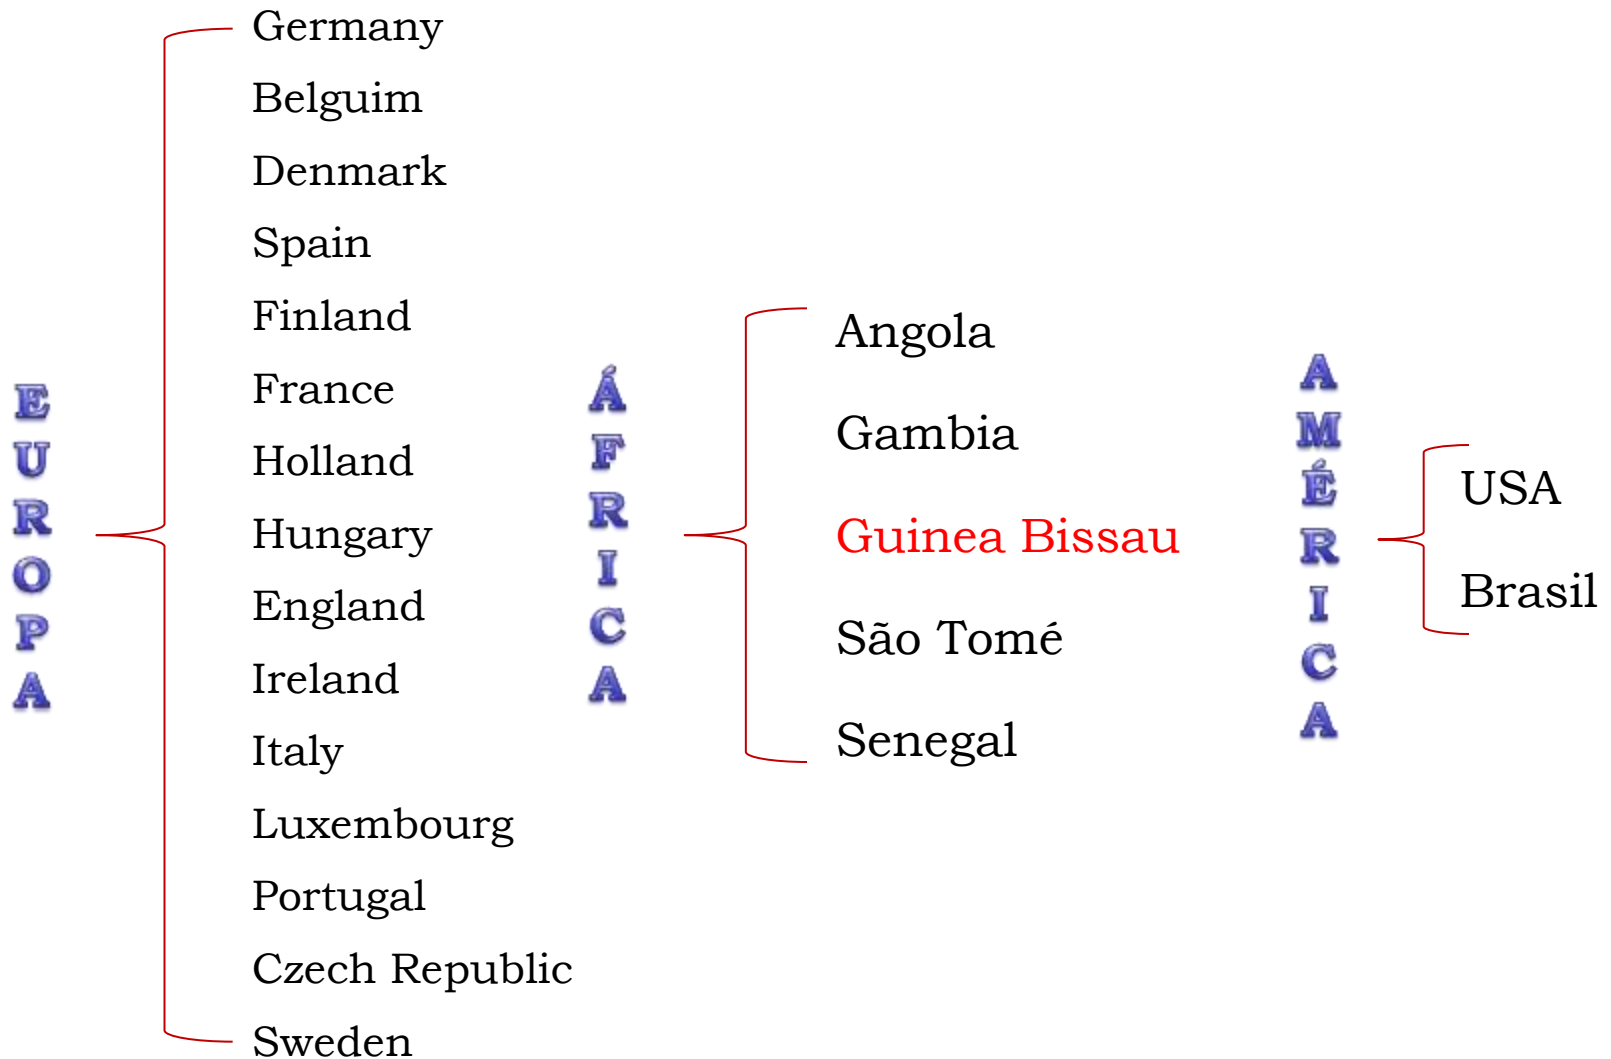 EUROPA
Germany
Belguim
Denmark
Spain
Finland
France
Holland
Hungary
England
Ireland
Italy
Luxembourg
Portugal
Czech Republic
Sweden
ÁFRICA
Angola
Gambia
Guinea Bissau
São Tomé
Senegal
AMÉRICA
USA
Brasil